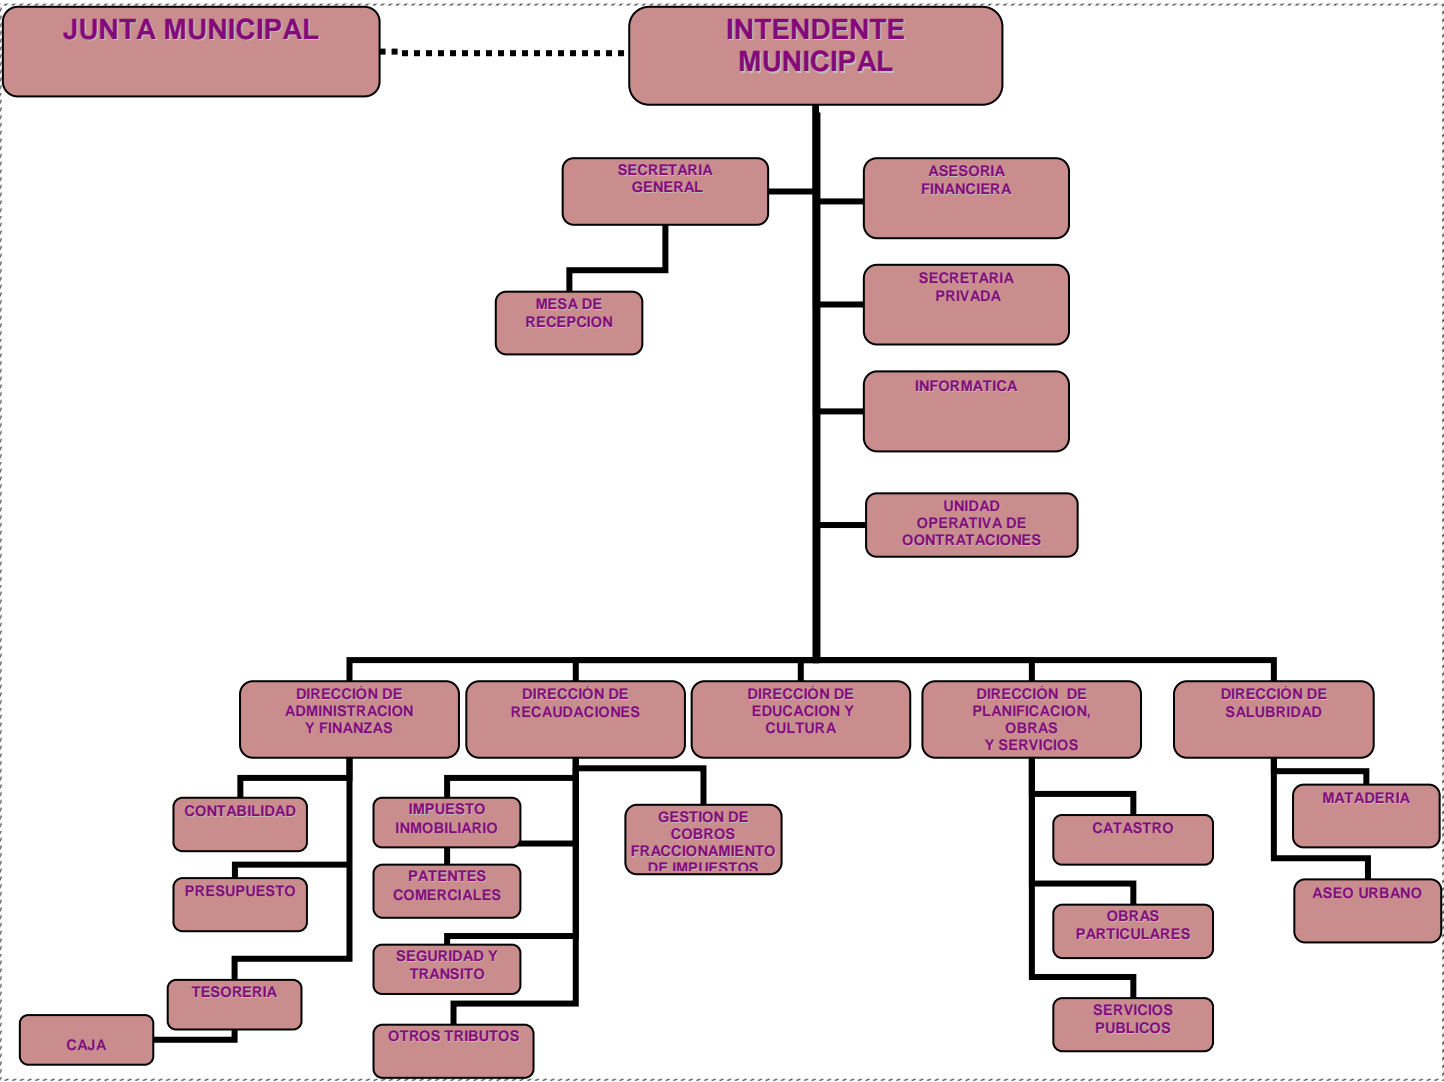 JUNTA MUNICIPAL
INTENDENTE
MUNICIPAL
SECRETARIA
GENERAL
ASESORIA
FINANCIERA
SECRETARIA
PRIVADA
MESA DE
RECEPCION
INFORMATICA
UNIDAD
OPERATIVA DE
OONTRATACIONES
DIRECCIÓN DE
ADMINISTRACION
Y FINANZAS
DIRECCIÓN DE
RECAUDACIONES
DIRECCIÓN DE
EDUCACION Y
CULTURA
DIRECCIÓN DE
PLANIFICACION,
OBRAS
Y SERVICIOS
DIRECCIÓN DE
SALUBRIDAD
CONTABILIDAD
PRESUPUESTO
TESORERIA
CAJA
IMPUESTO
INMOBILIARIO
PATENTES
COMERCIALES
SEGURIDAD Y
TRANSITO
OTROS TRIBUTOS
GESTION DE
COBROS
FRACCIONAMIENTO
DE IMPUESTOS
CATASTRO
OBRAS
PARTICULARES
SERVICIOS
PUBLICOS
MATADERIA
ASEO URBANO